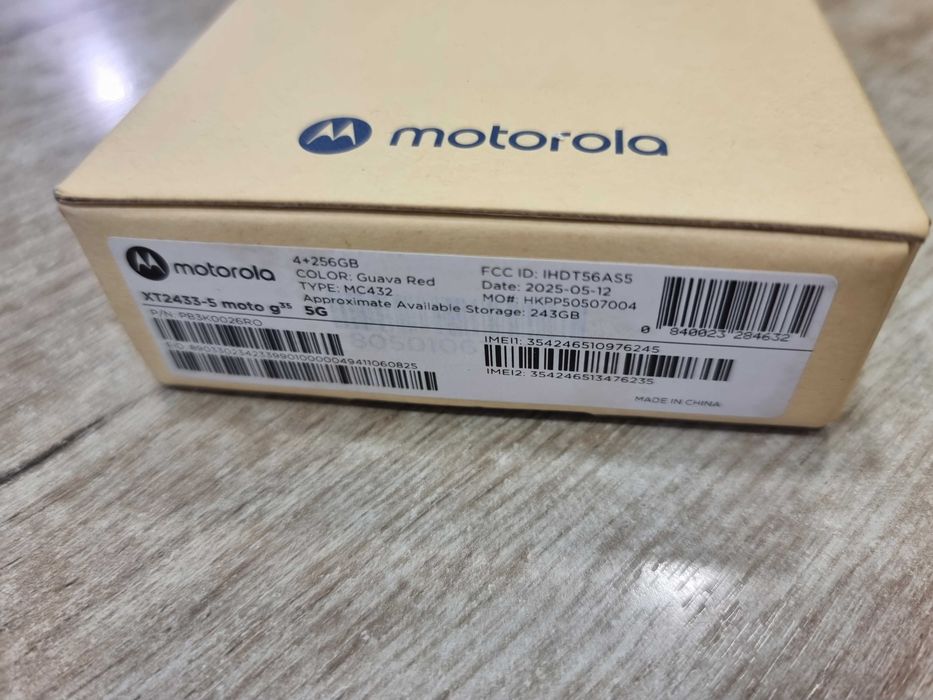 motorola
motorola
4+256GB
COLOR: Guava Red
TYPE: MC432
Approximate Available Storage: 243GB
FCC ID: IHDT56AS5
Date: 2025-05-12
MO#: HKPP50507004
XT2433-5 moto g35 5G
P/N: PB3K0026RO
0 840023 284632
EID: 89033023423399010000049411060825
IMEI1: 354246510976245
IMEI2: 354246513476235
MADE IN CHINA